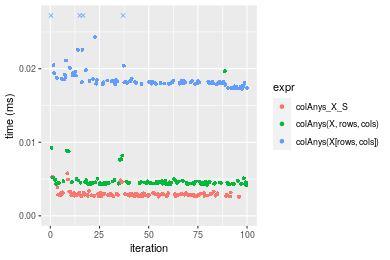 0.02
0.01
0.00
time (ms)
0
25
50
75
100
iteration
expr
colAnys_X_S
colAnys(X, rows, cols)
colAnys(X[rows, cols])